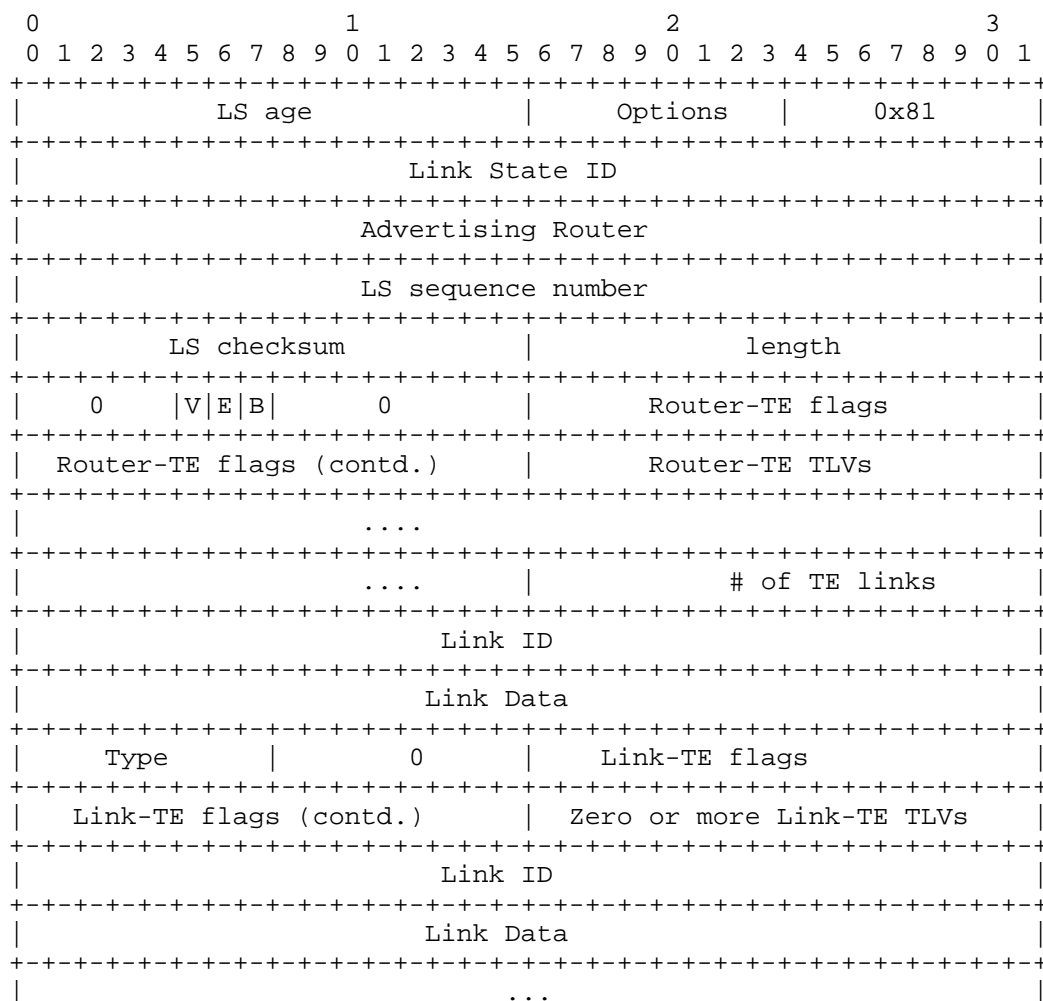 0                   1                   2                   3
 0 1 2 3 4 5 6 7 8 9 0 1 2 3 4 5 6 7 8 9 0 1 2 3 4 5 6 7 8 9 0 1
+-+-+-+-+-+-+-+-+-+-+-+-+-+-+-+-+-+-+-+-+-+-+-+-+-+-+-+-+-+-+-+-+
|            LS age             |     Options   |     0x81      |
+-+-+-+-+-+-+-+-+-+-+-+-+-+-+-+-+-+-+-+-+-+-+-+-+-+-+-+-+-+-+-+-+
|                        Link State ID                          |
+-+-+-+-+-+-+-+-+-+-+-+-+-+-+-+-+-+-+-+-+-+-+-+-+-+-+-+-+-+-+-+-+
|                     Advertising Router                        |
+-+-+-+-+-+-+-+-+-+-+-+-+-+-+-+-+-+-+-+-+-+-+-+-+-+-+-+-+-+-+-+-+
|                     LS sequence number                        |
+-+-+-+-+-+-+-+-+-+-+-+-+-+-+-+-+-+-+-+-+-+-+-+-+-+-+-+-+-+-+-+-+
|         LS checksum           |             length            |
+-+-+-+-+-+-+-+-+-+-+-+-+-+-+-+-+-+-+-+-+-+-+-+-+-+-+-+-+-+-+-+-+
|    0    |V|E|B|      0        |       Router-TE flags         |
+-+-+-+-+-+-+-+-+-+-+-+-+-+-+-+-+-+-+-+-+-+-+-+-+-+-+-+-+-+-+-+-+
|  Router-TE flags (contd.)     |       Router-TE TLVs          |
+-+-+-+-+-+-+-+-+-+-+-+-+-+-+-+-+-+-+-+-+-+-+-+-+-+-+-+-+-+-+-+-+
|                     ....                                      |
+-+-+-+-+-+-+-+-+-+-+-+-+-+-+-+-+-+-+-+-+-+-+-+-+-+-+-+-+-+-+-+-+
|                     ....      |            # of TE links      |
+-+-+-+-+-+-+-+-+-+-+-+-+-+-+-+-+-+-+-+-+-+-+-+-+-+-+-+-+-+-+-+-+
|                          Link ID                              |
+-+-+-+-+-+-+-+-+-+-+-+-+-+-+-+-+-+-+-+-+-+-+-+-+-+-+-+-+-+-+-+-+
|                         Link Data                             |
+-+-+-+-+-+-+-+-+-+-+-+-+-+-+-+-+-+-+-+-+-+-+-+-+-+-+-+-+-+-+-+-+
|     Type      |        0      |    Link-TE flags              |
+-+-+-+-+-+-+-+-+-+-+-+-+-+-+-+-+-+-+-+-+-+-+-+-+-+-+-+-+-+-+-+-+
|   Link-TE flags (contd.)      |  Zero or more Link-TE TLVs    |
+-+-+-+-+-+-+-+-+-+-+-+-+-+-+-+-+-+-+-+-+-+-+-+-+-+-+-+-+-+-+-+-+
|                          Link ID                              |
+-+-+-+-+-+-+-+-+-+-+-+-+-+-+-+-+-+-+-+-+-+-+-+-+-+-+-+-+-+-+-+-+
|                         Link Data                             |
+-+-+-+-+-+-+-+-+-+-+-+-+-+-+-+-+-+-+-+-+-+-+-+-+-+-+-+-+-+-+-+-+
|                              ...                              |